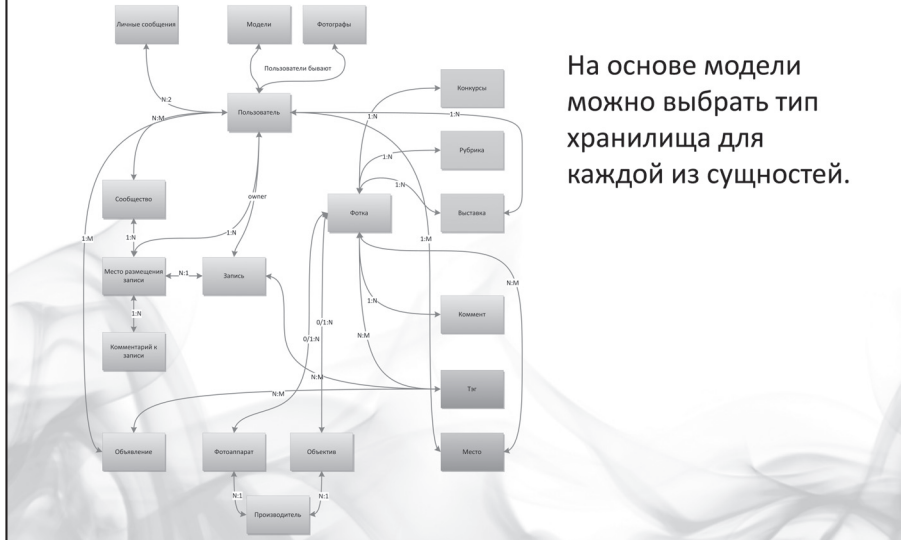 Личные сообщения
Модели
Фотографы
Пользователи бывают
Конкурсы
N:2
Пользователь
1:N
1:N
N:M
Рубрика
1:N
1:N
Сообщество
owner
Фотка
Выставка
1:M
1:N
1:N
1:M
Место размещения
записи
N:1
Запись
N:M
1:N
1:N
Коммент
0/1:N
0/1:N
N:M
Комментарий к
записи
N:M
N:M
Тэг
Объявление
Фотоаппарат
Объектив
Место
N:1
N:1
Производитель
На основе модели
можно выбрать тип
хранилища для
каждой из сущностей.